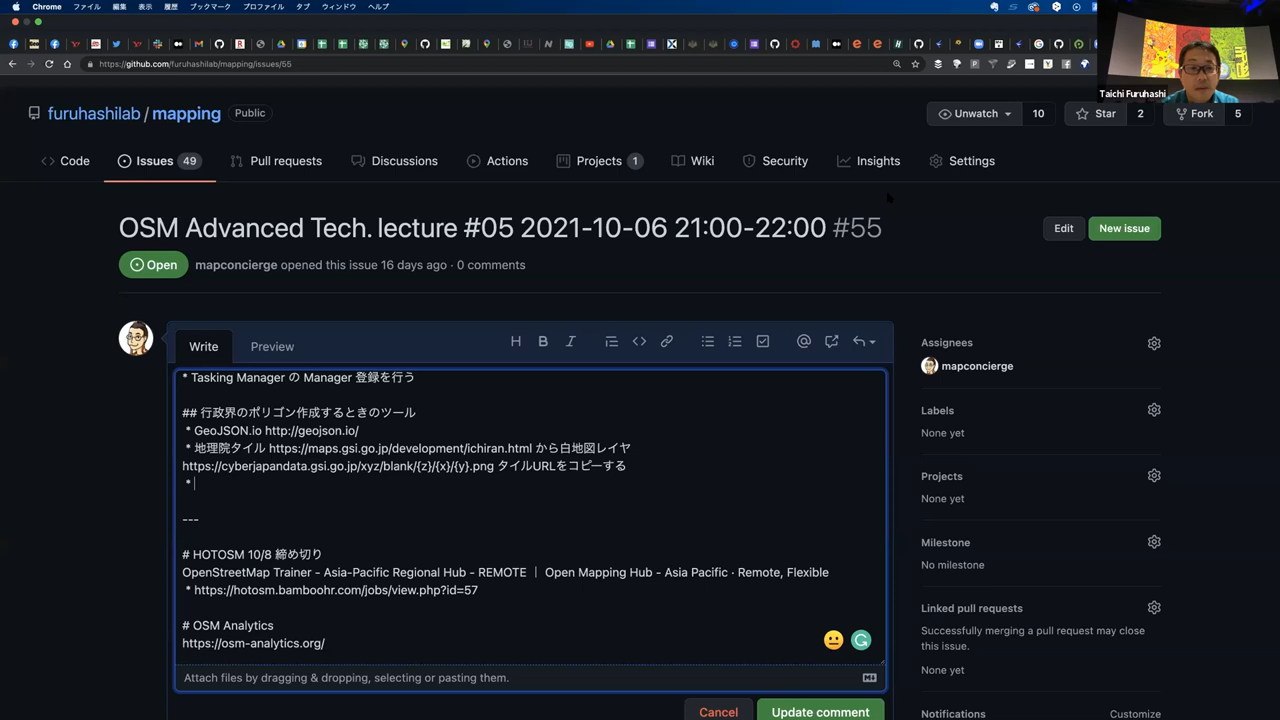 Chrome ファイル 編集 表示 履歴 ブックマーク プロファイル タブ ウィンドウ ヘルプ
https://github.com/furuhashilab/mapping/issues/55
Taichi Furuhashi
furuhashilab / mapping Public
Unwatch 10 Star 2 Fork 5
Code Issues 49 Pull requests Discussions Actions Projects 1 Wiki Security Insights Settings
OSM Advanced Tech. lecture #05 2021-10-06 21:00-22:00 #55
Edit New issue
Open mapconcierge opened this issue 16 days ago · 0 comments
Write Preview
* Tasking Manager の Manager 登録を行う
## 行政界のポリゴン作成するときのツール
* GeoJSON.io http://geojson.io/
* 地理院タイル https://maps.gsi.go.jp/development/ichiran.html から白地図レイヤ
https://cyberjapandata.gsi.go.jp/xyz/blank/{z}/{x}/{y}.png タイルURLをコピーする
*
---
# HOTOSM 10/8 締め切り
OpenStreetMap Trainer - Asia-Pacific Regional Hub - REMOTE ｜ Open Mapping Hub - Asia Pacific · Remote, Flexible
* https://hotosm.bamboohr.com/jobs/view.php?id=57
# OSM Analytics
https://osm-analytics.org/
Attach files by dragging & dropping, selecting or pasting them.
Cancel Update comment
Assignees
mapconcierge
Labels
None yet
Projects
None yet
Milestone
No milestone
Linked pull requests
Successfully merging a pull request may close
this issue.
None yet
Notifications Customize